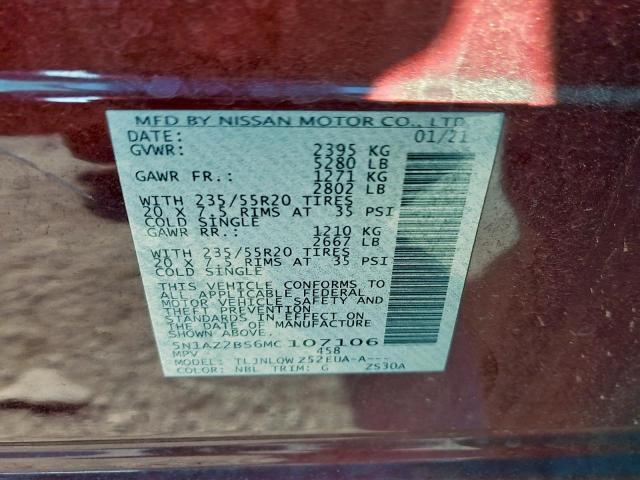 MFD BY NISSAN MOTOR CO., LTD
DATE: 01/21
GVWR: 2395 KG
5280 LB
GAWR FR.: 1271 KG
2802 LB
WITH 235/55R20 TIRES
20 X 7.5 RIMS AT 35 PSI
COLD SINGLE
GAWR RR.: 1210 KG
2667 LB
WITH 235/55R20 TIRES
20 X 7.5 RIMS AT 35 PSI
COLD SINGLE
THIS VEHICLE CONFORMS TO
ALL APPLICABLE FEDERAL
MOTOR VEHICLE SAFETY AND
THEFT PREVENTION
STANDARDS IN EFFECT ON
THE DATE OF MANUFACTURE
SHOWN ABOVE.
5N1AZ2BS6MC107106
MPV 458
MODEL: TLJNLQW Z52EUA-A---
COLOR: NBL TRIM: G ZS30A